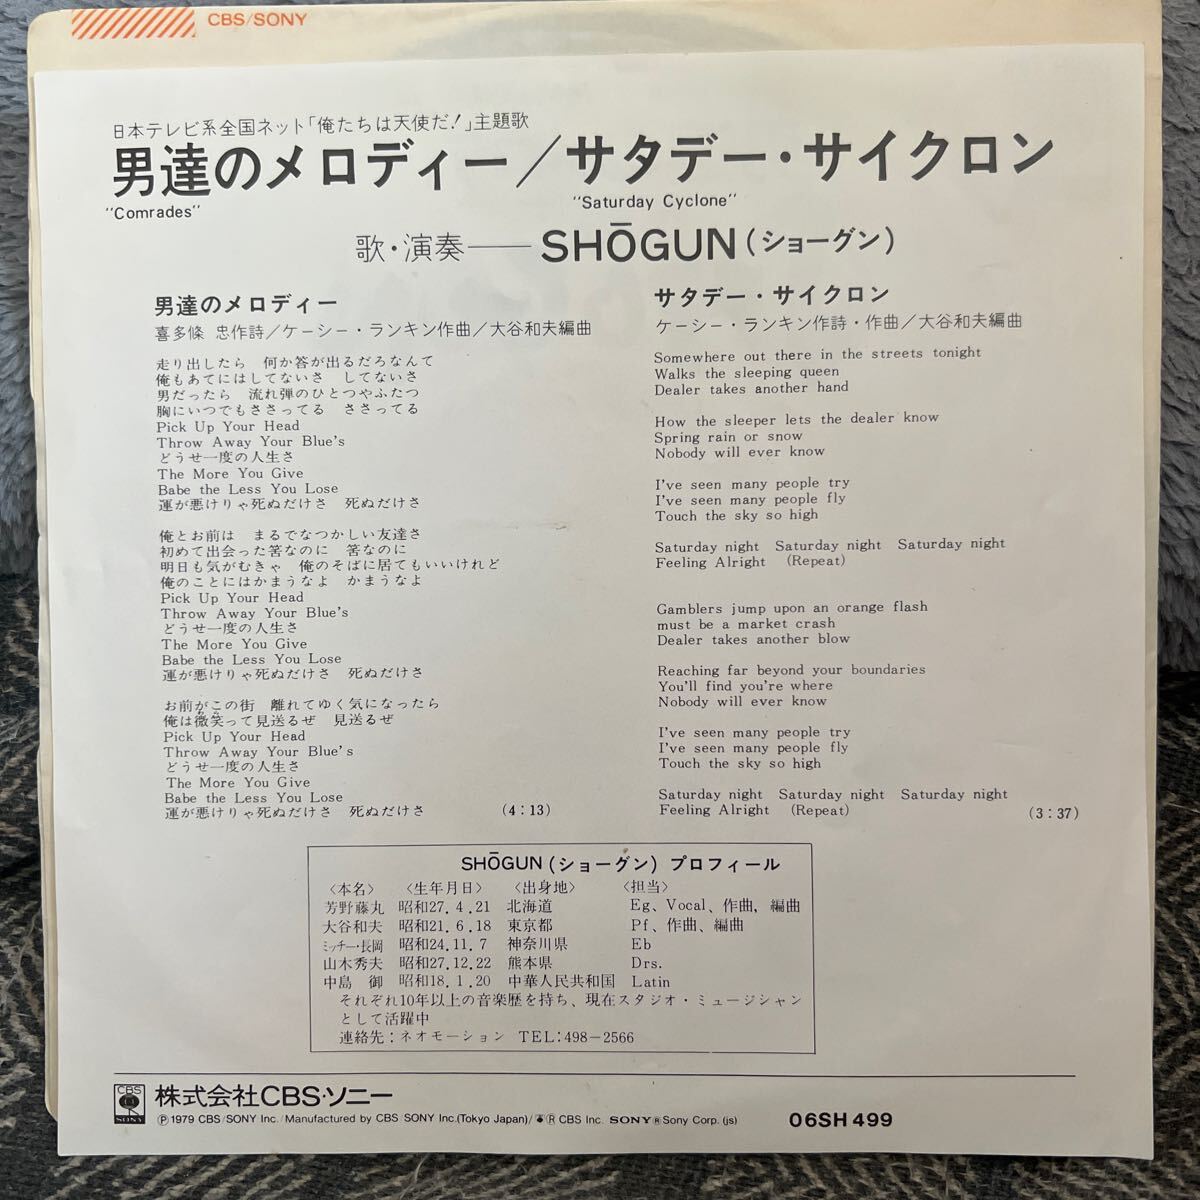 CBS/SONY
日本テレビ系全国ネット「俺たちは天使だ!」主題歌
男達のメロディー／サタデー・サイクロン
"Comrades"
"Saturday Cyclone"
歌・演奏——SHŌGUN(ショーグン)
男達のメロディー
喜多條 忠作詩／ケーシー・ランキン作曲／大谷和夫編曲
走り出したら 何か答が出るだろなんて
俺もあてにはしてないさ してないさ
男だったら 流れ弾のひとつやふたつ
胸にいつでもささってる ささってる
Pick Up Your Head
Throw Away Your Blue's
どうせ一度の人生さ
The More You Give
Babe the Less You Lose
運が悪けりゃ死ぬだけさ 死ぬだけさ
俺とお前は まるでなつかしい友達さ
初めて出会った筈なのに 筈なのに
明日も気がむきゃ 俺のそばに居てもいいけれど
俺のことにはかまうなよ かまうなよ
Pick Up Your Head
Throw Away Your Blue's
どうせ一度の人生さ
The More You Give
Babe the Less You Lose
運が悪けりゃ死ぬだけさ 死ぬだけさ
お前がこの街 離れてゆく気になったら
俺は微笑って見送るぜ 見送るぜ
Pick Up Your Head
Throw Away Your Blue's
どうせ一度の人生さ
The More You Give
Babe the Less You Lose
運が悪けりゃ死ぬだけさ 死ぬだけさ (4：13)
サタデー・サイクロン
ケーシー・ランキン作詩・作曲／大谷和夫編曲
Somewhere out there in the streets tonight
Walks the sleeping queen
Dealer takes another hand
How the sleeper lets the dealer know
Spring rain or snow
Nobody will ever know
I've seen many people try
I've seen many people fly
Touch the sky so high
Saturday night Saturday night Saturday night
Feeling Alright (Repeat)
Gamblers jump upon an orange flash
must be a market crash
Dealer takes another blow
Reaching far beyond your boundaries
You'll find you're where
Nobody will ever know
I've seen many people try
I've seen many people fly
Touch the sky so high
Saturday night Saturday night Saturday night
Feeling Alright (Repeat) (3：37)
SHŌGUN(ショーグン)プロフィール
〈本名〉 〈生年月日〉 〈出身地〉 〈担当〉
芳野藤丸 昭和27.4.21 北海道 Eg、Vocal、作曲，編曲
大谷和夫 昭和21.6.18 東京都 Pf、作曲、編曲
ミッチー・長岡 昭和24.11.7 神奈川県 Eb
山木秀夫 昭和27.12.22 熊本県 Drs.
中島 御 昭和18.1.20 中華人民共和国 Latin
それぞれ10年以上の音楽歴を持ち、現在スタジオ・ミュージシャン
として活躍中
連絡先：ネオモーション TEL：498−2566
CBS SONY 株式会社CBS・ソニー
Ⓟ1979 CBS/SONY Inc./Manufactured by CBS SONY Inc.(Tokyo Japan)/ Ⓡ CBS Inc. SONY Ⓡ Sony Corp. (js) 06SH 499